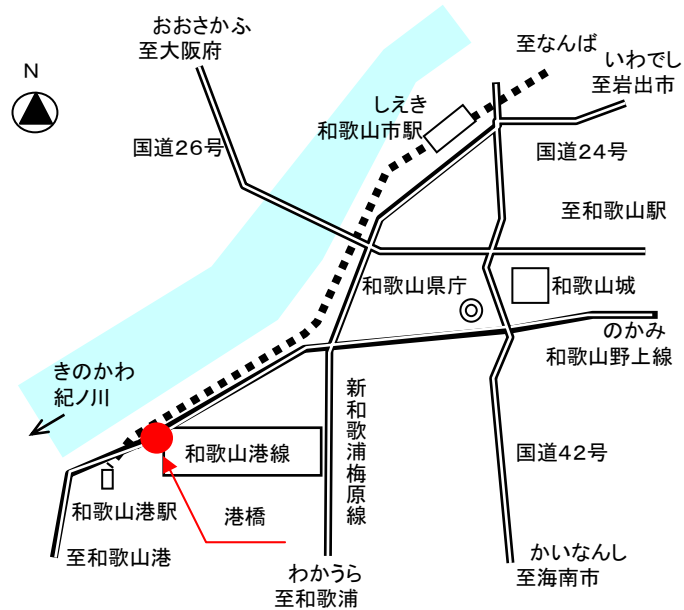 おおさかふ
至大阪府
至なんば
いわでし
至岩出市
N
しえき
和歌山市駅
国道26号
国道24号
至和歌山駅
和歌山県庁
和歌山城
のかみ
和歌山野上線
きのかわ
紀ノ川
新和歌浦梅原線
和歌山港線
国道42号
和歌山港駅
港橋
至和歌山港
わかうら
至和歌浦
かいなんし
至海南市